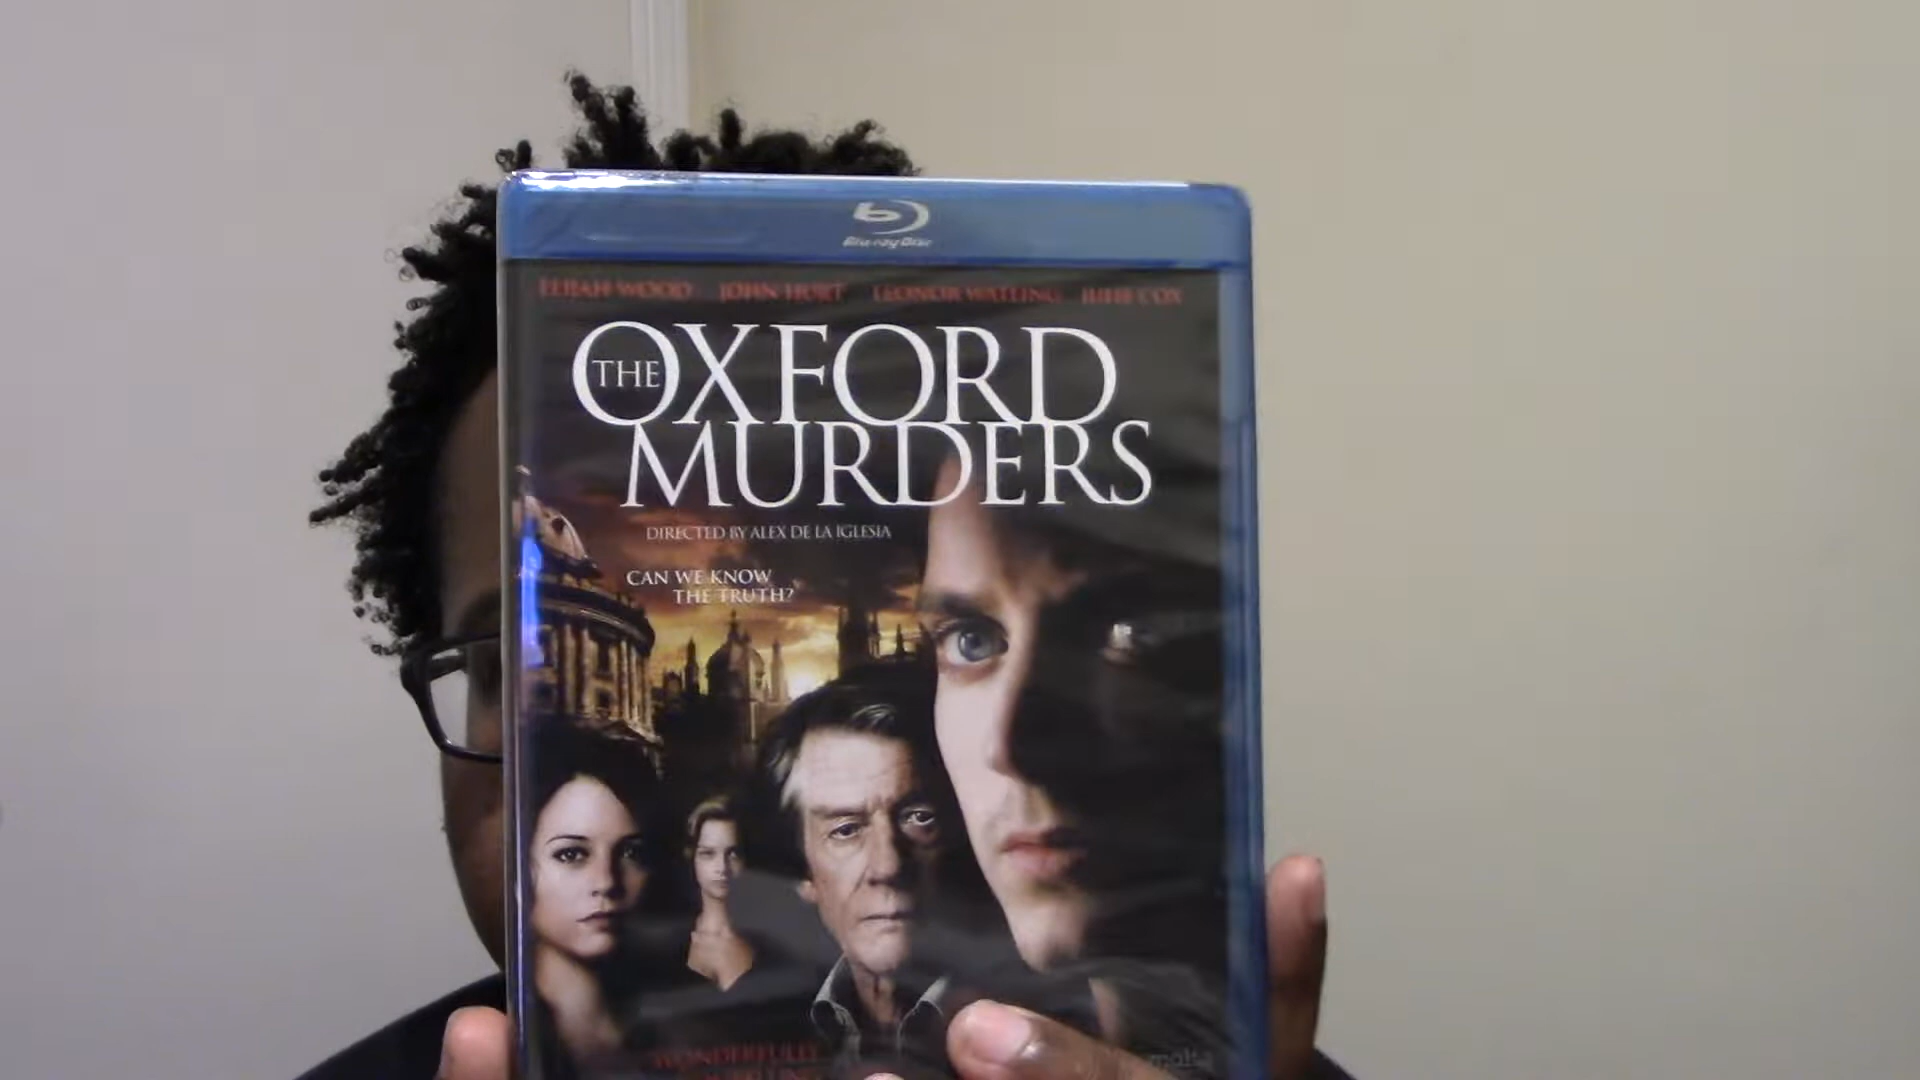 Blu-ray Disc
ELIJAH WOOD JOHN HURT LEONOR WATLING JULIE COX
THE OXFORD
MURDERS
DIRECTED BY ALEX DE LA IGLESIA
CAN WE KNOW
THE TRUTH?
WONDERFULLY